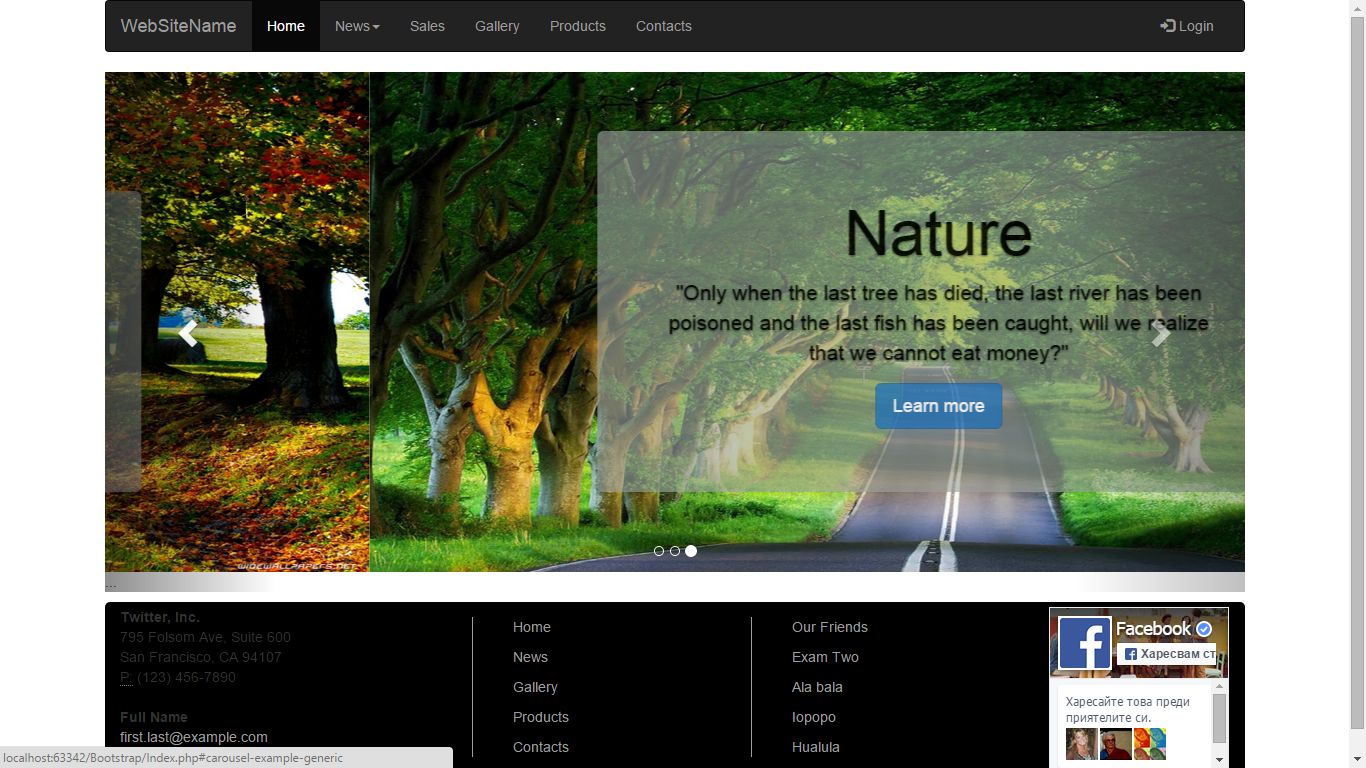 WebSiteName Home News Sales Gallery Products Contacts Login
Nature
"Only when the last tree has died, the last river has been
poisoned and the last fish has been caught, will we realize
that we cannot eat money?"
Learn more
WIDEWALLPAPERS.NET
...
Twitter, Inc.
795 Folsom Ave, Suite 600
San Francisco, CA 94107
P: (123) 456-7890
Full Name
first.last@example.com
Home
News
Gallery
Products
Contacts
Our Friends
Exam Two
Ala bala
Iopopo
Hualula
Facebook
Харесвам ст
Харесайте това преди
приятелите си.
localhost:63342/Bootstrap/Index.php#carousel-example-generic